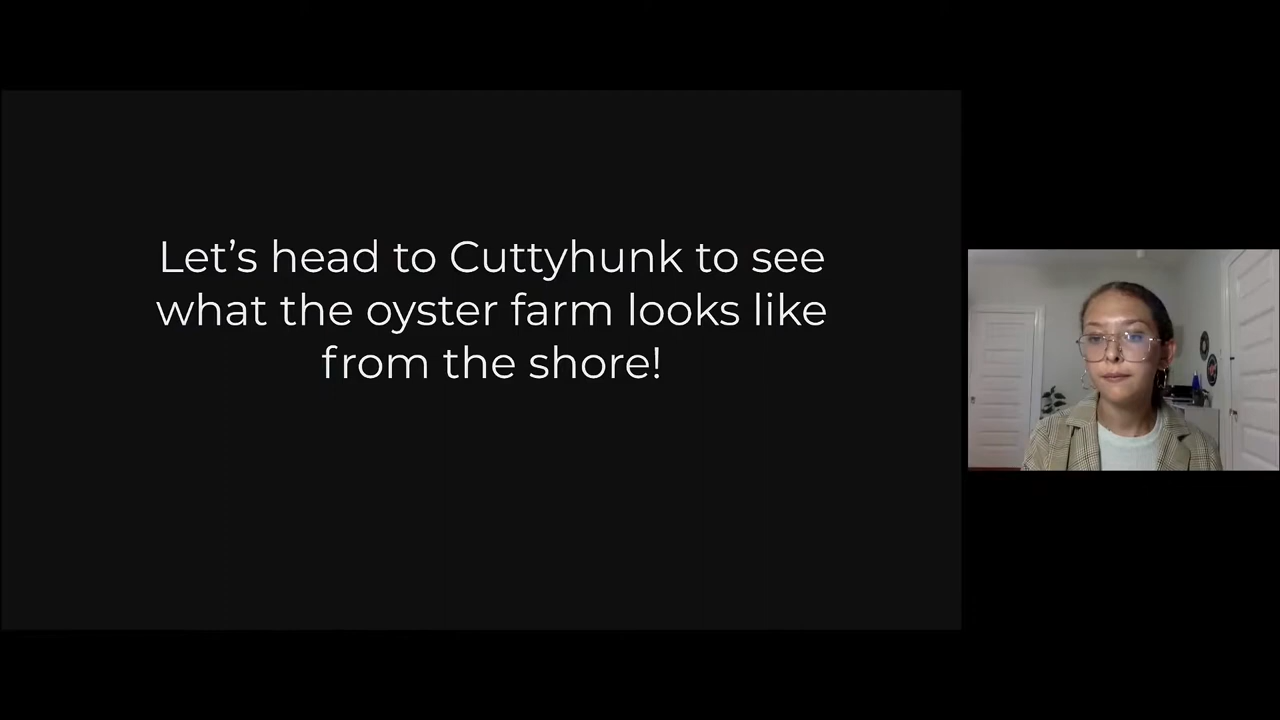 Let’s head to Cuttyhunk to see
what the oyster farm looks like
from the shore!